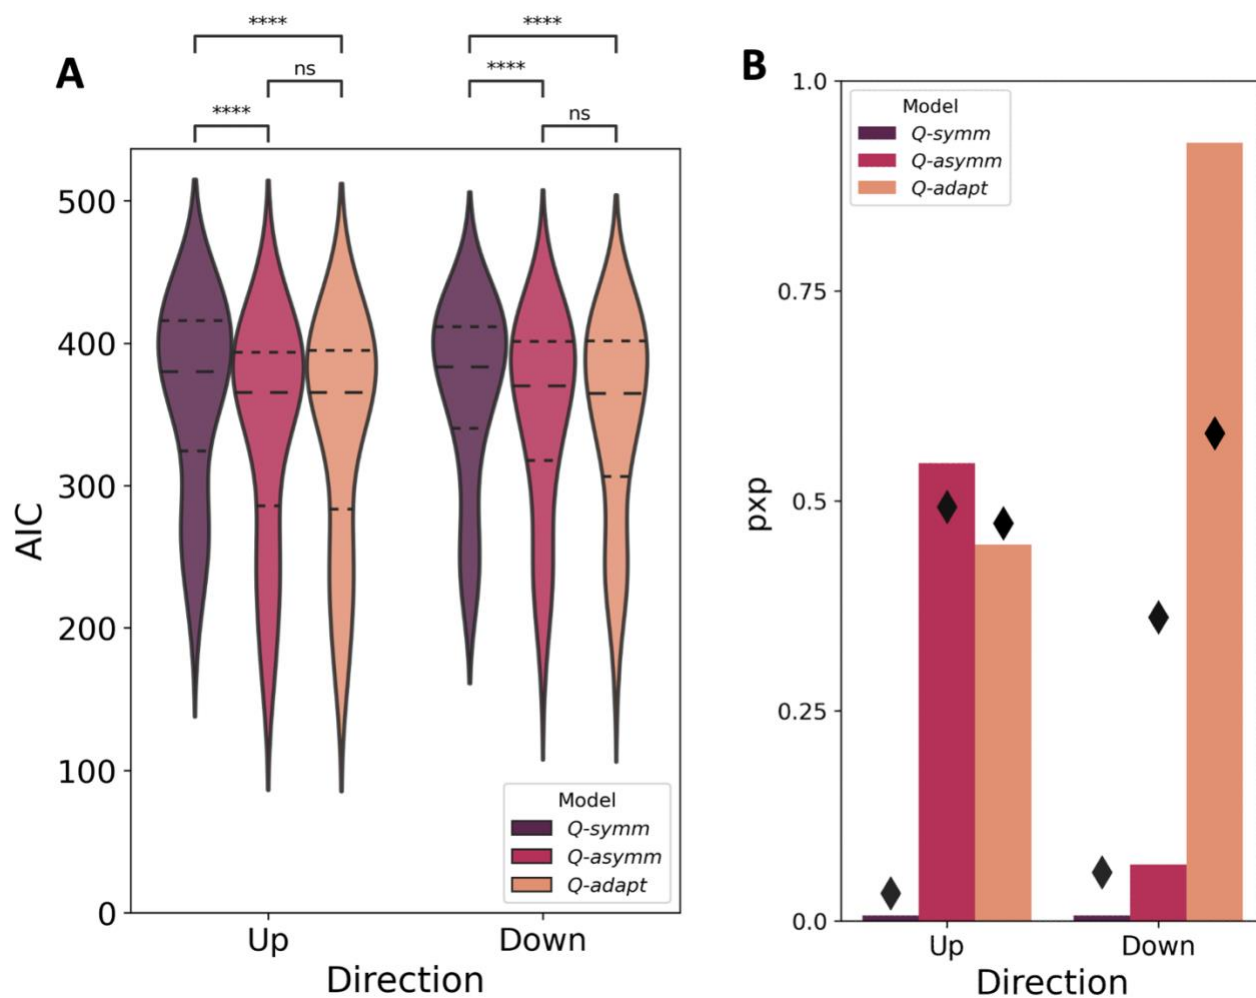 A
****
****
ns
****
****
ns
AIC
500
400
300
200
100
0
Model
Q-symm
Q-asymm
Q-adapt
Up
Down
Direction
B
pxp
1.0
0.75
0.5
0.25
0.0
Model
Q-symm
Q-asymm
Q-adapt
Up
Down
Direction